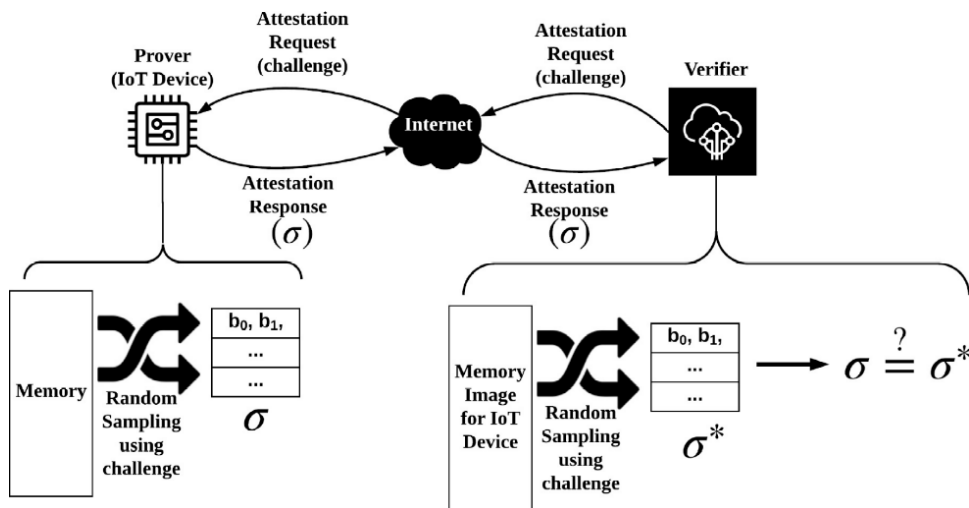 Prover
(IoT Device)
Attestation
Request
(challenge)
Attestation
Request
(challenge)
Verifier
Internet
Attestation
Response
(σ)
Attestation
Response
(σ)
Memory
Random
Sampling
using
challenge
b₀, b₁,
...
...
σ
Memory
Image
for IoT
Device
Random
Sampling
using
challenge
b₀, b₁,
...
...
σ*
σ ≟ σ*